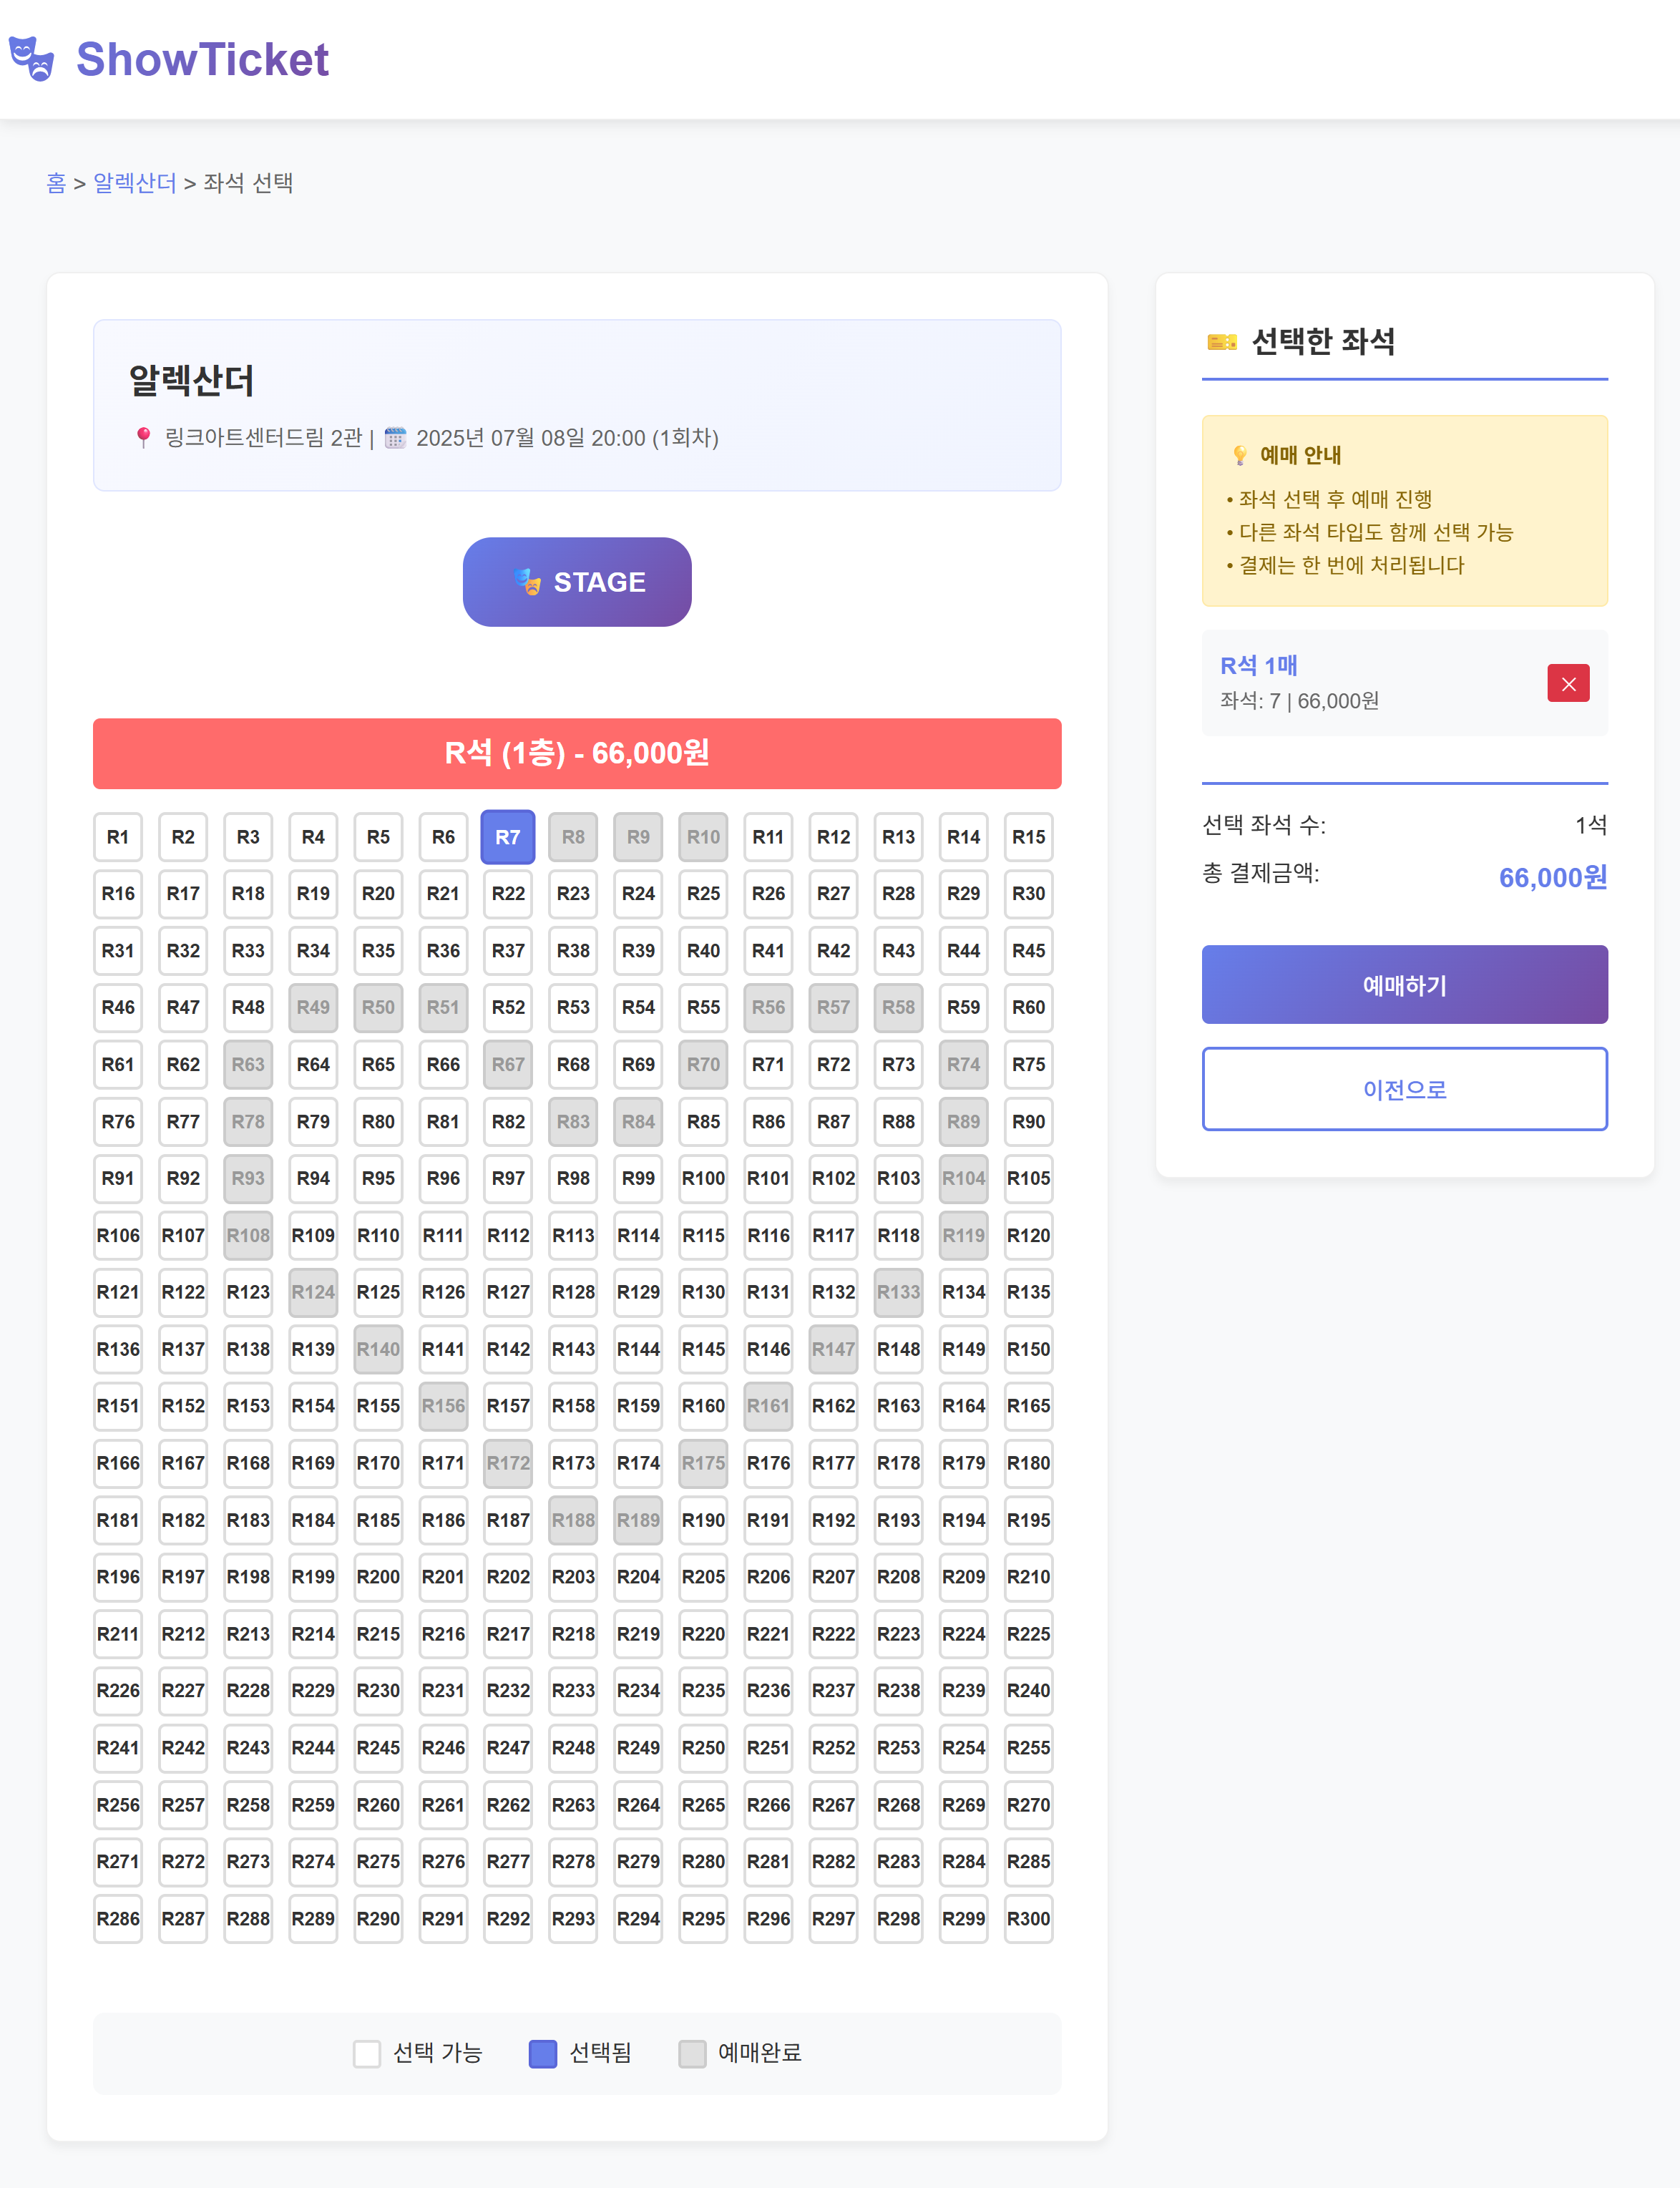 ShowTicket
홈 > 알렉산더 > 좌석 선택
알렉산더
링크아트센터드림 2관 | 2025년 07월 08일 20:00 (1회차)
STAGE
R석 (1층) - 66,000원
R1 R2 R3 R4 R5 R6 R7 R8 R9 R10 R11 R12 R13 R14 R15
R16 R17 R18 R19 R20 R21 R22 R23 R24 R25 R26 R27 R28 R29 R30
R31 R32 R33 R34 R35 R36 R37 R38 R39 R40 R41 R42 R43 R44 R45
R46 R47 R48 R49 R50 R51 R52 R53 R54 R55 R56 R57 R58 R59 R60
R61 R62 R63 R64 R65 R66 R67 R68 R69 R70 R71 R72 R73 R74 R75
R76 R77 R78 R79 R80 R81 R82 R83 R84 R85 R86 R87 R88 R89 R90
R91 R92 R93 R94 R95 R96 R97 R98 R99 R100 R101 R102 R103 R104 R105
R106 R107 R108 R109 R110 R111 R112 R113 R114 R115 R116 R117 R118 R119 R120
R121 R122 R123 R124 R125 R126 R127 R128 R129 R130 R131 R132 R133 R134 R135
R136 R137 R138 R139 R140 R141 R142 R143 R144 R145 R146 R147 R148 R149 R150
R151 R152 R153 R154 R155 R156 R157 R158 R159 R160 R161 R162 R163 R164 R165
R166 R167 R168 R169 R170 R171 R172 R173 R174 R175 R176 R177 R178 R179 R180
R181 R182 R183 R184 R185 R186 R187 R188 R189 R190 R191 R192 R193 R194 R195
R196 R197 R198 R199 R200 R201 R202 R203 R204 R205 R206 R207 R208 R209 R210
R211 R212 R213 R214 R215 R216 R217 R218 R219 R220 R221 R222 R223 R224 R225
R226 R227 R228 R229 R230 R231 R232 R233 R234 R235 R236 R237 R238 R239 R240
R241 R242 R243 R244 R245 R246 R247 R248 R249 R250 R251 R252 R253 R254 R255
R256 R257 R258 R259 R260 R261 R262 R263 R264 R265 R266 R267 R268 R269 R270
R271 R272 R273 R274 R275 R276 R277 R278 R279 R280 R281 R282 R283 R284 R285
R286 R287 R288 R289 R290 R291 R292 R293 R294 R295 R296 R297 R298 R299 R300
선택 가능 선택됨 예매완료
선택한 좌석
예매 안내
• 좌석 선택 후 예매 진행
• 다른 좌석 타입도 함께 선택 가능
• 결제는 한 번에 처리됩니다
R석 1매
좌석: 7 | 66,000원
선택 좌석 수: 1석
총 결제금액: 66,000원
예매하기
이전으로